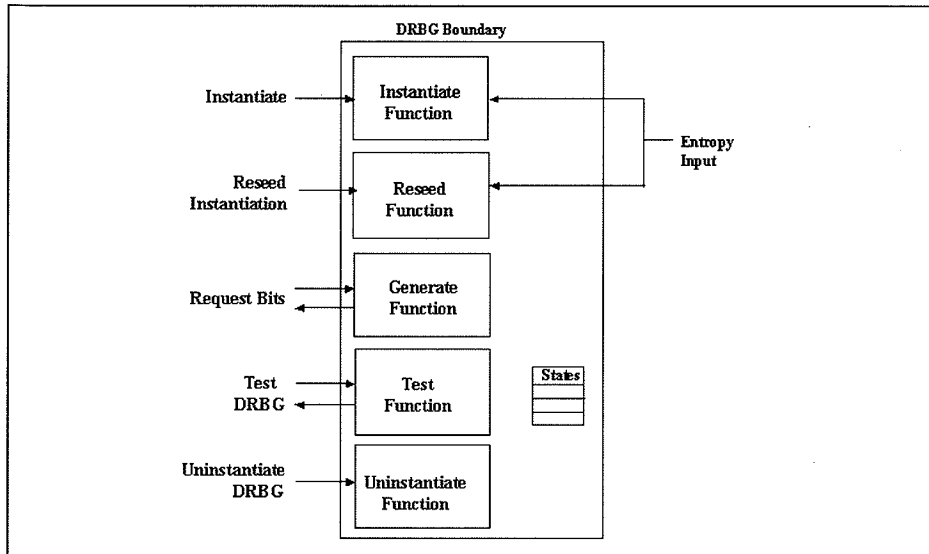 DRBG Boundary
Instantiate
Instantiate
Function
Entropy
Input
Reseed
Instantiation
Reseed
Function
Request Bits
Generate
Function
Test
DRBG
Test
Function
States
Uninstantiate
DRBG
Uninstantiate
Function